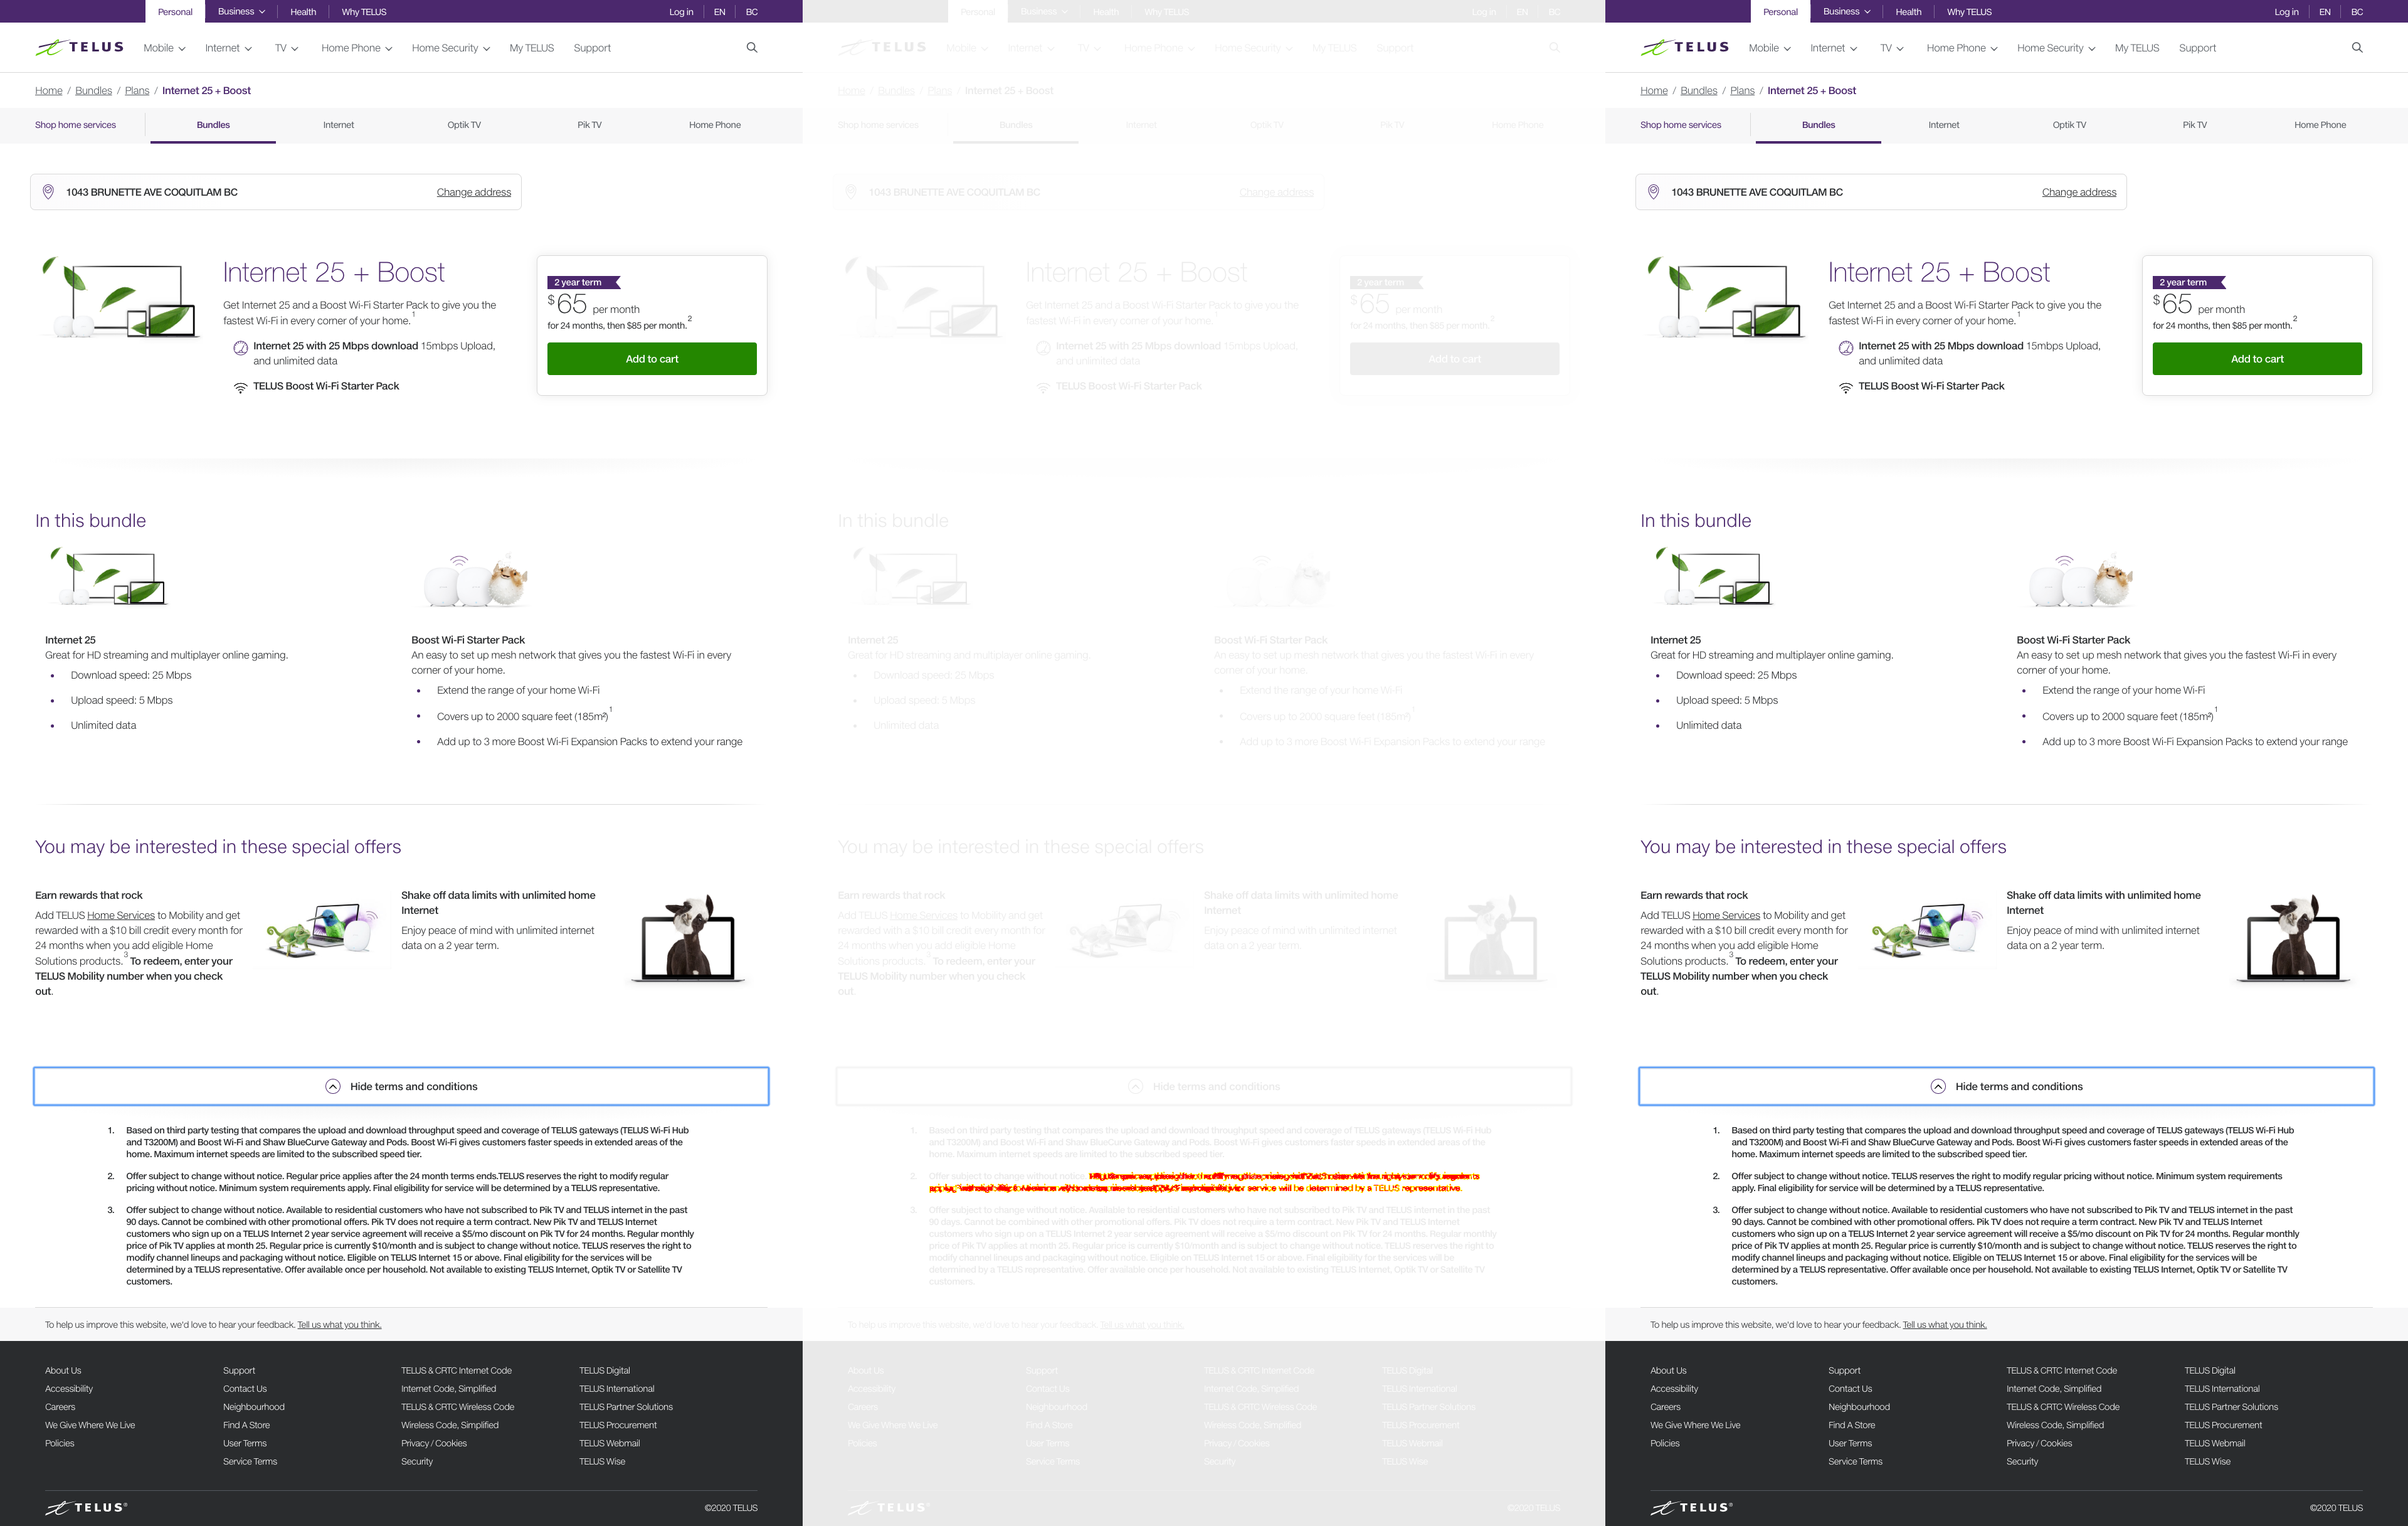 Personal Business Health Why TELUS Log in EN BC
TELUS Mobile Internet TV Home Phone Home Security My TELUS Support
Home / Bundles / Plans / Internet 25 + Boost
Shop home services Bundles Internet Optik TV Pik TV Home Phone
1043 BRUNETTE AVE COQUITLAM BC Change address
Internet 25 + Boost
Get Internet 25 and a Boost Wi-Fi Starter Pack to give you the
fastest Wi-Fi in every corner of your home.1
Internet 25 with 25 Mbps download 15mbps Upload,
and unlimited data
TELUS Boost Wi-Fi Starter Pack
2 year term
$65 per month
for 24 months, then $85 per month.2
Add to cart
In this bundle
Internet 25
Great for HD streaming and multiplayer online gaming.
• Download speed: 25 Mbps
• Upload speed: 5 Mbps
• Unlimited data
Boost Wi-Fi Starter Pack
An easy to set up mesh network that gives you the fastest Wi-Fi in every
corner of your home.
• Extend the range of your home Wi-Fi
• Covers up to 2000 square feet (185m²)1
• Add up to 3 more Boost Wi-Fi Expansion Packs to extend your range
You may be interested in these special offers
Earn rewards that rock
Add TELUS Home Services to Mobility and get
rewarded with a $10 bill credit every month for
24 months when you add eligible Home
Solutions products.3 To redeem, enter your
TELUS Mobility number when you check
out.
Shake off data limits with unlimited home
Internet
Enjoy peace of mind with unlimited internet
data on a 2 year term.
Hide terms and conditions
1. Based on third party testing that compares the upload and download throughput speed and coverage of TELUS gateways (TELUS Wi-Fi Hub
and T3200M) and Boost Wi-Fi and Shaw BlueCurve Gateway and Pods. Boost Wi-Fi gives customers faster speeds in extended areas of the
home. Maximum internet speeds are limited to the subscribed speed tier.
2. Offer subject to change without notice. Regular price applies after the 24 month terms ends.TELUS reserves the right to modify regular
pricing without notice. Minimum system requirements apply. Final eligibility for service will be determined by a TELUS representative.
3. Offer subject to change without notice. Available to residential customers who have not subscribed to Pik TV and TELUS internet in the past
90 days. Cannot be combined with other promotional offers. Pik TV does not require a term contract. New Pik TV and TELUS Internet
customers who sign up on a TELUS Internet 2 year service agreement will receive a $5/mo discount on Pik TV for 24 months. Regular monthly
price of Pik TV applies at month 25. Regular price is currently $10/month and is subject to change without notice. TELUS reserves the right to
modify channel lineups and packaging without notice. Eligible on TELUS Internet 15 or above. Final eligibility for the services will be
determined by a TELUS representative. Offer available once per household. Not available to existing TELUS Internet, Optik TV or Satellite TV
customers.
To help us improve this website, we'd love to hear your feedback. Tell us what you think.
About Us Support TELUS & CRTC Internet Code TELUS Digital
Accessibility Contact Us Internet Code, Simplified TELUS International
Careers Neighbourhood TELUS & CRTC Wireless Code TELUS Partner Solutions
We Give Where We Live Find A Store Wireless Code, Simplified TELUS Procurement
Policies User Terms Privacy / Cookies TELUS Webmail
Service Terms Security TELUS Wise
TELUS® ©2020 TELUS
Personal Business Health Why TELUS Log in EN BC
TELUS Mobile Internet TV Home Phone Home Security My TELUS Support
Home / Bundles / Plans / Internet 25 + Boost
Shop home services Bundles Internet Optik TV Pik TV Home Phone
1043 BRUNETTE AVE COQUITLAM BC Change address
Internet 25 + Boost
Get Internet 25 and a Boost Wi-Fi Starter Pack to give you the
fastest Wi-Fi in every corner of your home.1
Internet 25 with 25 Mbps download 15mbps Upload,
and unlimited data
TELUS Boost Wi-Fi Starter Pack
2 year term
$65 per month
for 24 months, then $85 per month.2
Add to cart
In this bundle
Internet 25
Great for HD streaming and multiplayer online gaming.
• Download speed: 25 Mbps
• Upload speed: 5 Mbps
• Unlimited data
Boost Wi-Fi Starter Pack
An easy to set up mesh network that gives you the fastest Wi-Fi in every
corner of your home.
• Extend the range of your home Wi-Fi
• Covers up to 2000 square feet (185m²)1
• Add up to 3 more Boost Wi-Fi Expansion Packs to extend your range
You may be interested in these special offers
Earn rewards that rock
Add TELUS Home Services to Mobility and get
rewarded with a $10 bill credit every month for
24 months when you add eligible Home
Solutions products.3 To redeem, enter your
TELUS Mobility number when you check
out.
Shake off data limits with unlimited home
Internet
Enjoy peace of mind with unlimited internet
data on a 2 year term.
Hide terms and conditions
1. Based on third party testing that compares the upload and download throughput speed and coverage of TELUS gateways (TELUS Wi-Fi Hub
and T3200M) and Boost Wi-Fi and Shaw BlueCurve Gateway and Pods. Boost Wi-Fi gives customers faster speeds in extended areas of the
home. Maximum internet speeds are limited to the subscribed speed tier.
2. Offer subject to change without notice.
for service will be determined by a TELUS representative.
3. Offer subject to change without notice. Available to residential customers who have not subscribed to Pik TV and TELUS internet in the past
90 days. Cannot be combined with other promotional offers. Pik TV does not require a term contract. New Pik TV and TELUS Internet
customers who sign up on a TELUS Internet 2 year service agreement will receive a $5/mo discount on Pik TV for 24 months. Regular monthly
price of Pik TV applies at month 25. Regular price is currently $10/month and is subject to change without notice. TELUS reserves the right to
modify channel lineups and packaging without notice. Eligible on TELUS Internet 15 or above. Final eligibility for the services will be
determined by a TELUS representative. Offer available once per household. Not available to existing TELUS Internet, Optik TV or Satellite TV
customers.
To help us improve this website, we'd love to hear your feedback. Tell us what you think.
About Us Support TELUS & CRTC Internet Code TELUS Digital
Accessibility Contact Us Internet Code, Simplified TELUS International
Careers Neighbourhood TELUS & CRTC Wireless Code TELUS Partner Solutions
We Give Where We Live Find A Store Wireless Code, Simplified TELUS Procurement
Policies User Terms Privacy / Cookies TELUS Webmail
Service Terms Security TELUS Wise
TELUS® ©2020 TELUS
Personal Business Health Why TELUS Log in EN BC
TELUS Mobile Internet TV Home Phone Home Security My TELUS Support
Home / Bundles / Plans / Internet 25 + Boost
Shop home services Bundles Internet Optik TV Pik TV Home Phone
1043 BRUNETTE AVE COQUITLAM BC Change address
Internet 25 + Boost
Get Internet 25 and a Boost Wi-Fi Starter Pack to give you the
fastest Wi-Fi in every corner of your home.1
Internet 25 with 25 Mbps download 15mbps Upload,
and unlimited data
TELUS Boost Wi-Fi Starter Pack
2 year term
$65 per month
for 24 months, then $85 per month.2
Add to cart
In this bundle
Internet 25
Great for HD streaming and multiplayer online gaming.
• Download speed: 25 Mbps
• Upload speed: 5 Mbps
• Unlimited data
Boost Wi-Fi Starter Pack
An easy to set up mesh network that gives you the fastest Wi-Fi in every
corner of your home.
• Extend the range of your home Wi-Fi
• Covers up to 2000 square feet (185m²)1
• Add up to 3 more Boost Wi-Fi Expansion Packs to extend your range
You may be interested in these special offers
Earn rewards that rock
Add TELUS Home Services to Mobility and get
rewarded with a $10 bill credit every month for
24 months when you add eligible Home
Solutions products.3 To redeem, enter your
TELUS Mobility number when you check
out.
Shake off data limits with unlimited home
Internet
Enjoy peace of mind with unlimited internet
data on a 2 year term.
Hide terms and conditions
1. Based on third party testing that compares the upload and download throughput speed and coverage of TELUS gateways (TELUS Wi-Fi Hub
and T3200M) and Boost Wi-Fi and Shaw BlueCurve Gateway and Pods. Boost Wi-Fi gives customers faster speeds in extended areas of the
home. Maximum internet speeds are limited to the subscribed speed tier.
2. Offer subject to change without notice. TELUS reserves the right to modify regular pricing without notice. Minimum system requirements
apply. Final eligibility for service will be determined by a TELUS representative.
3. Offer subject to change without notice. Available to residential customers who have not subscribed to Pik TV and TELUS internet in the past
90 days. Cannot be combined with other promotional offers. Pik TV does not require a term contract. New Pik TV and TELUS Internet
customers who sign up on a TELUS Internet 2 year service agreement will receive a $5/mo discount on Pik TV for 24 months. Regular monthly
price of Pik TV applies at month 25. Regular price is currently $10/month and is subject to change without notice. TELUS reserves the right to
modify channel lineups and packaging without notice. Eligible on TELUS Internet 15 or above. Final eligibility for the services will be
determined by a TELUS representative. Offer available once per household. Not available to existing TELUS Internet, Optik TV or Satellite TV
customers.
To help us improve this website, we'd love to hear your feedback. Tell us what you think.
About Us Support TELUS & CRTC Internet Code TELUS Digital
Accessibility Contact Us Internet Code, Simplified TELUS International
Careers Neighbourhood TELUS & CRTC Wireless Code TELUS Partner Solutions
We Give Where We Live Find A Store Wireless Code, Simplified TELUS Procurement
Policies User Terms Privacy / Cookies TELUS Webmail
Service Terms Security TELUS Wise
TELUS® ©2020 TELUS